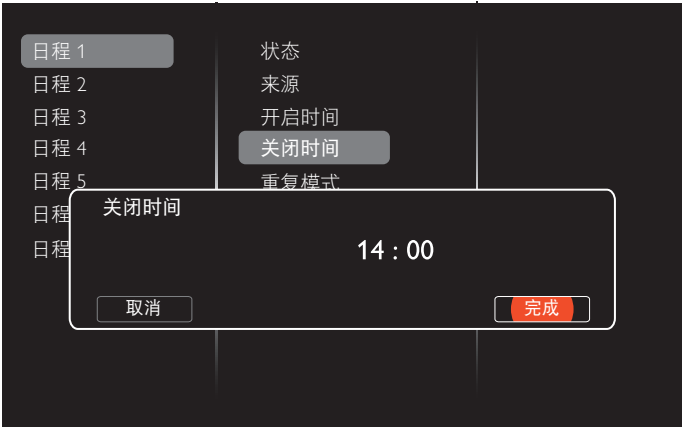 日程 1
日程 2
日程 3
日程 4
日程 5
日程
日程
状态
来源
开启时间
关闭时间
重复模式
关闭时间
14 : 00
取消
完成